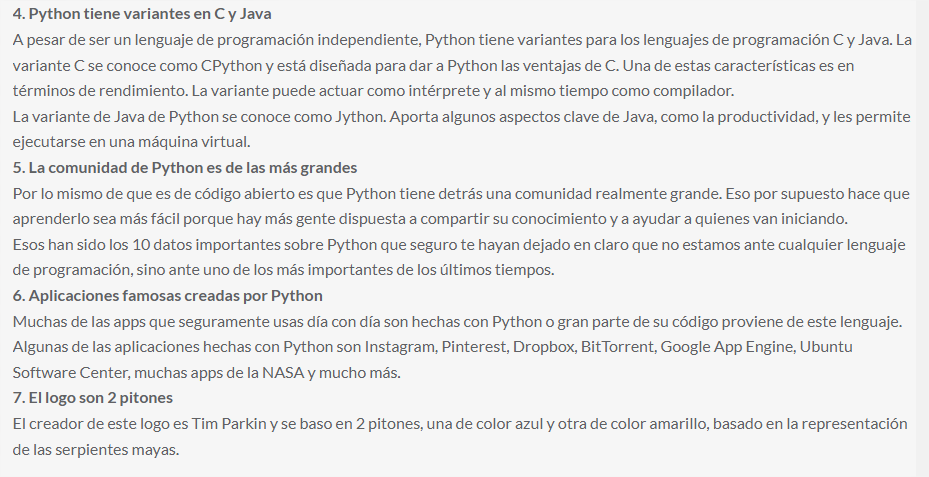 4. Python tiene variantes en C y Java
A pesar de ser un lenguaje de programación independiente, Python tiene variantes para los lenguajes de programación C y Java. La
variante C se conoce como CPython y está diseñada para dar a Python las ventajas de C. Una de estas características es en
términos de rendimiento. La variante puede actuar como intérprete y al mismo tiempo como compilador.
La variante de Java de Python se conoce como Jython. Aporta algunos aspectos clave de Java, como la productividad, y les permite
ejecutarse en una máquina virtual.
5. La comunidad de Python es de las más grandes
Por lo mismo de que es de código abierto es que Python tiene detrás una comunidad realmente grande. Eso por supuesto hace que
aprenderlo sea más fácil porque hay más gente dispuesta a compartir su conocimiento y a ayudar a quienes van iniciando.
Esos han sido los 10 datos importantes sobre Python que seguro te hayan dejado en claro que no estamos ante cualquier lenguaje
de programación, sino ante uno de los más importantes de los últimos tiempos.
6. Aplicaciones famosas creadas por Python
Muchas de las apps que seguramente usas día con día son hechas con Python o gran parte de su código proviene de este lenguaje.
Algunas de las aplicaciones hechas con Python son Instagram, Pinterest, Dropbox, BitTorrent, Google App Engine, Ubuntu
Software Center, muchas apps de la NASA y mucho más.
7. El logo son 2 pitones
El creador de este logo es Tim Parkin y se baso en 2 pitones, una de color azul y otra de color amarillo, basado en la representación
de las serpientes mayas.